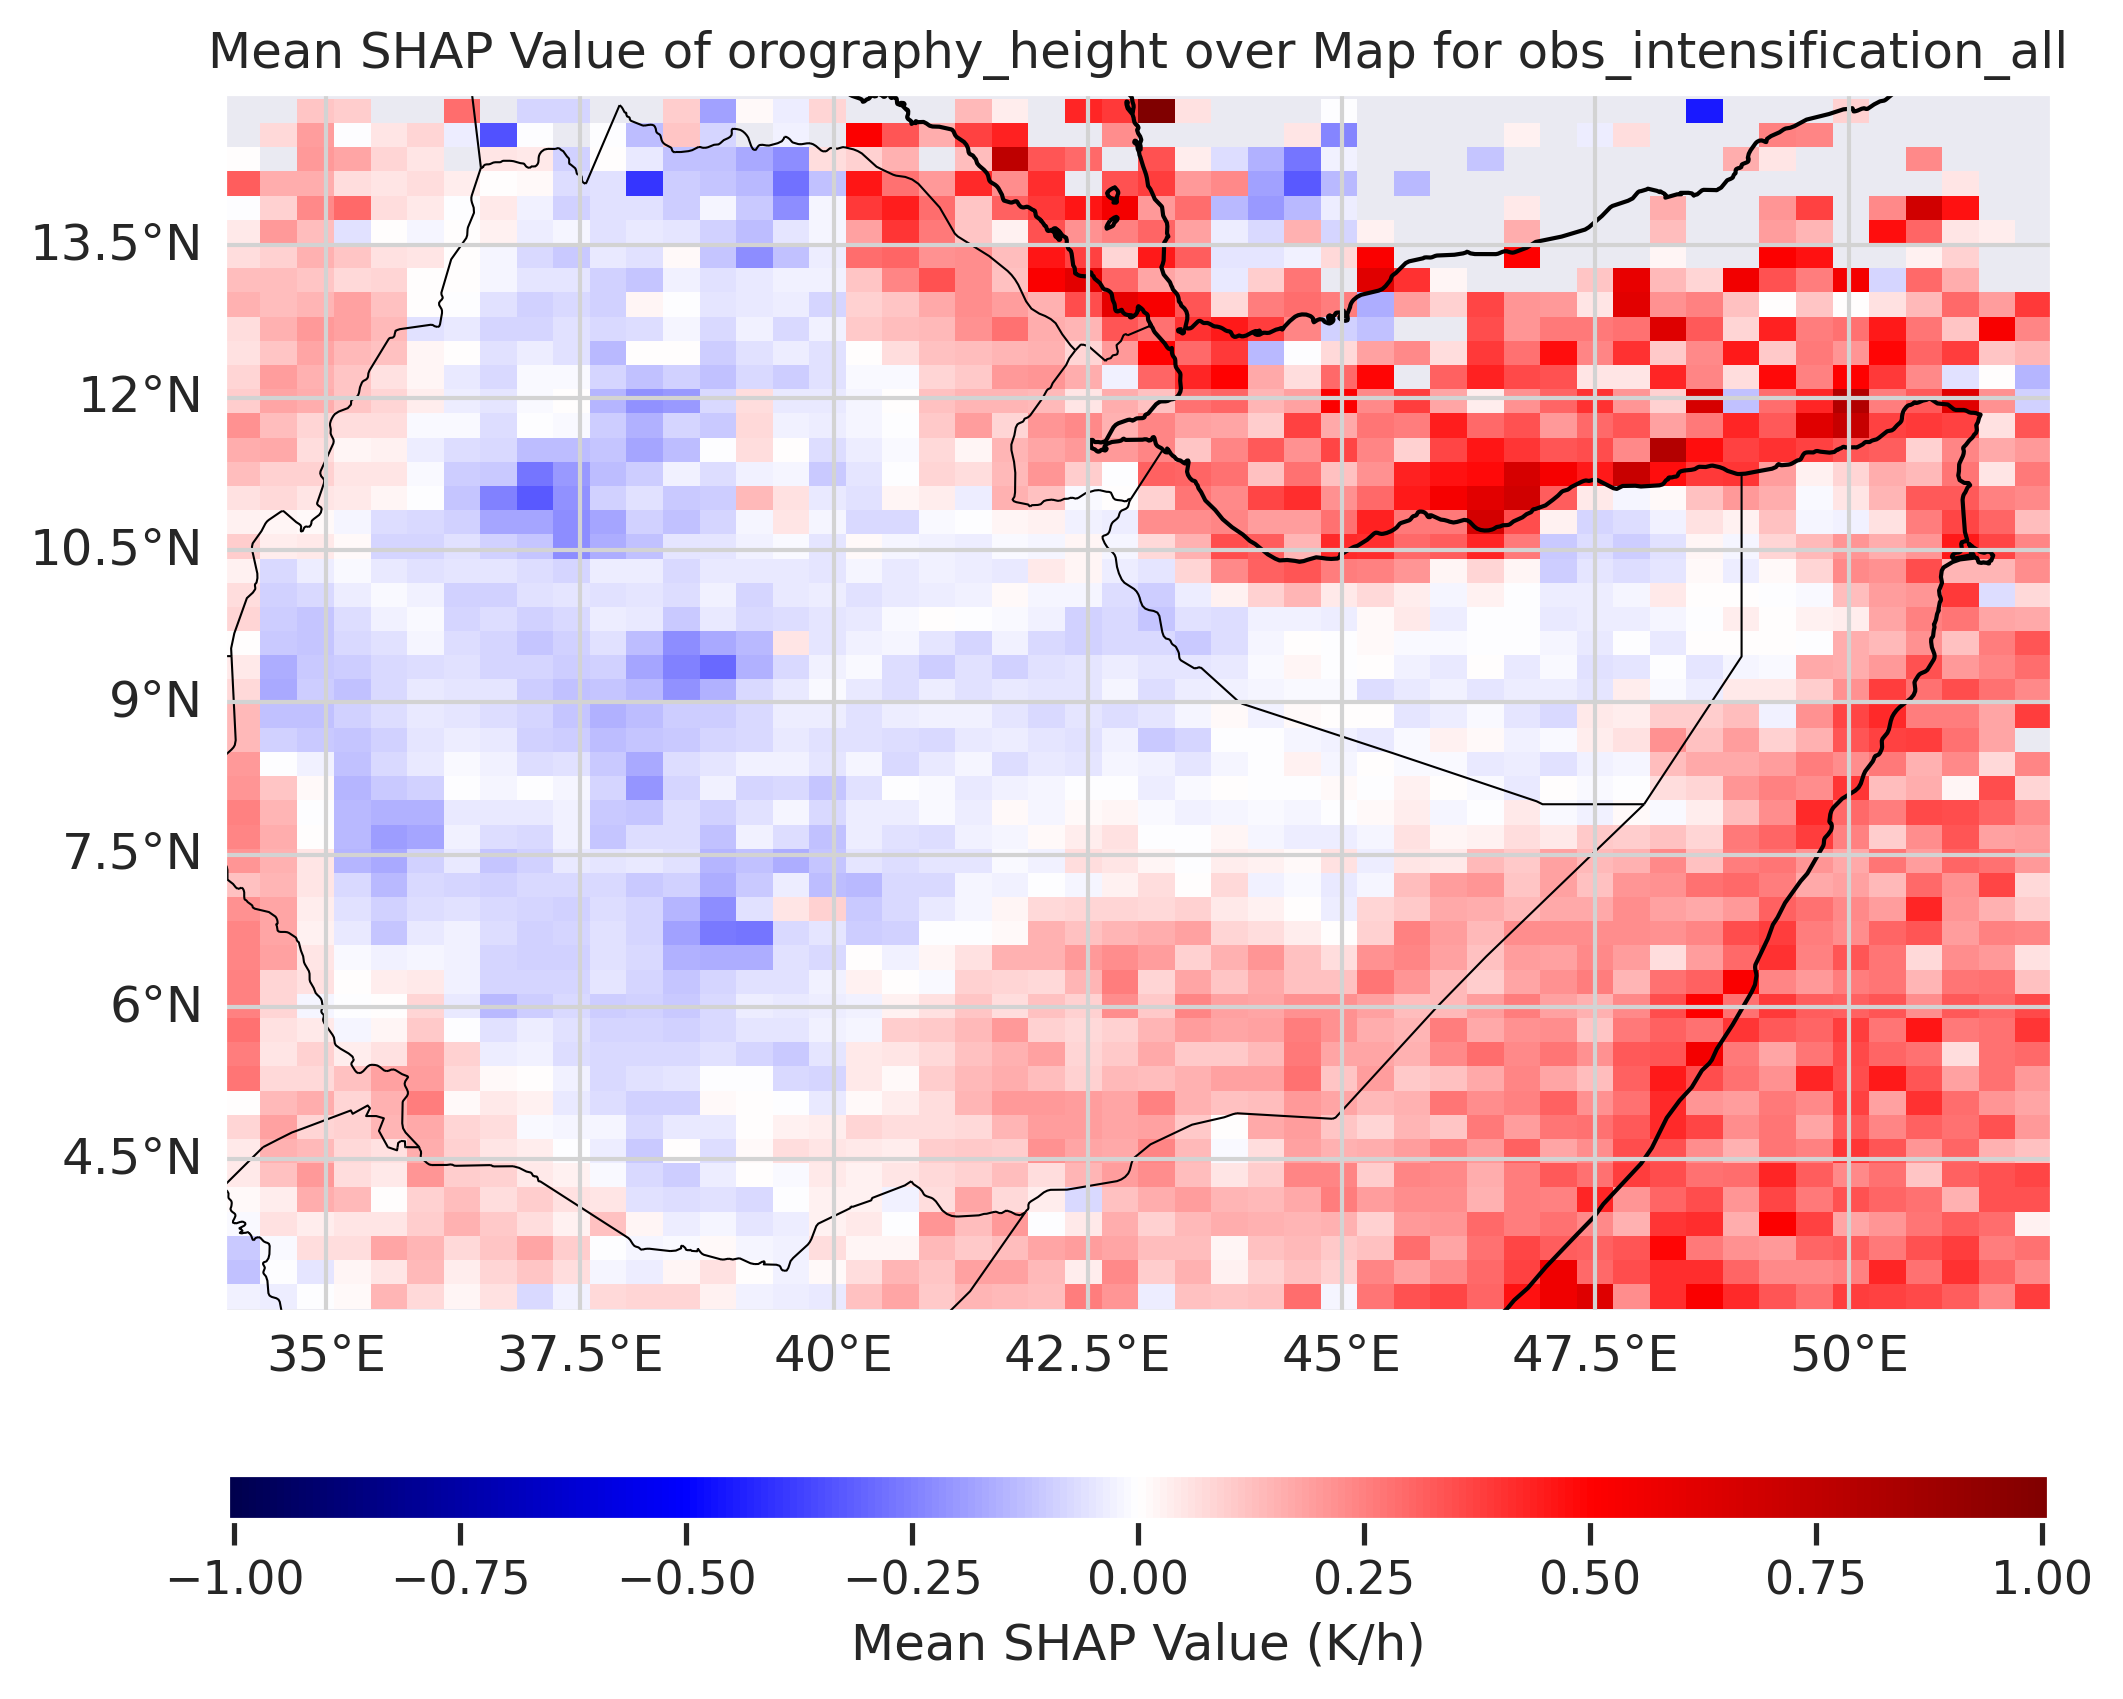 Mean SHAP Value of orography_height over Map for obs_intensification_all
13.5°N
12°N
10.5°N
9°N
7.5°N
6°N
4.5°N
35°E 37.5°E 40°E 42.5°E 45°E 47.5°E 50°E
−1.00 −0.75 −0.50 −0.25 0.00 0.25 0.50 0.75 1.00
Mean SHAP Value (K/h)